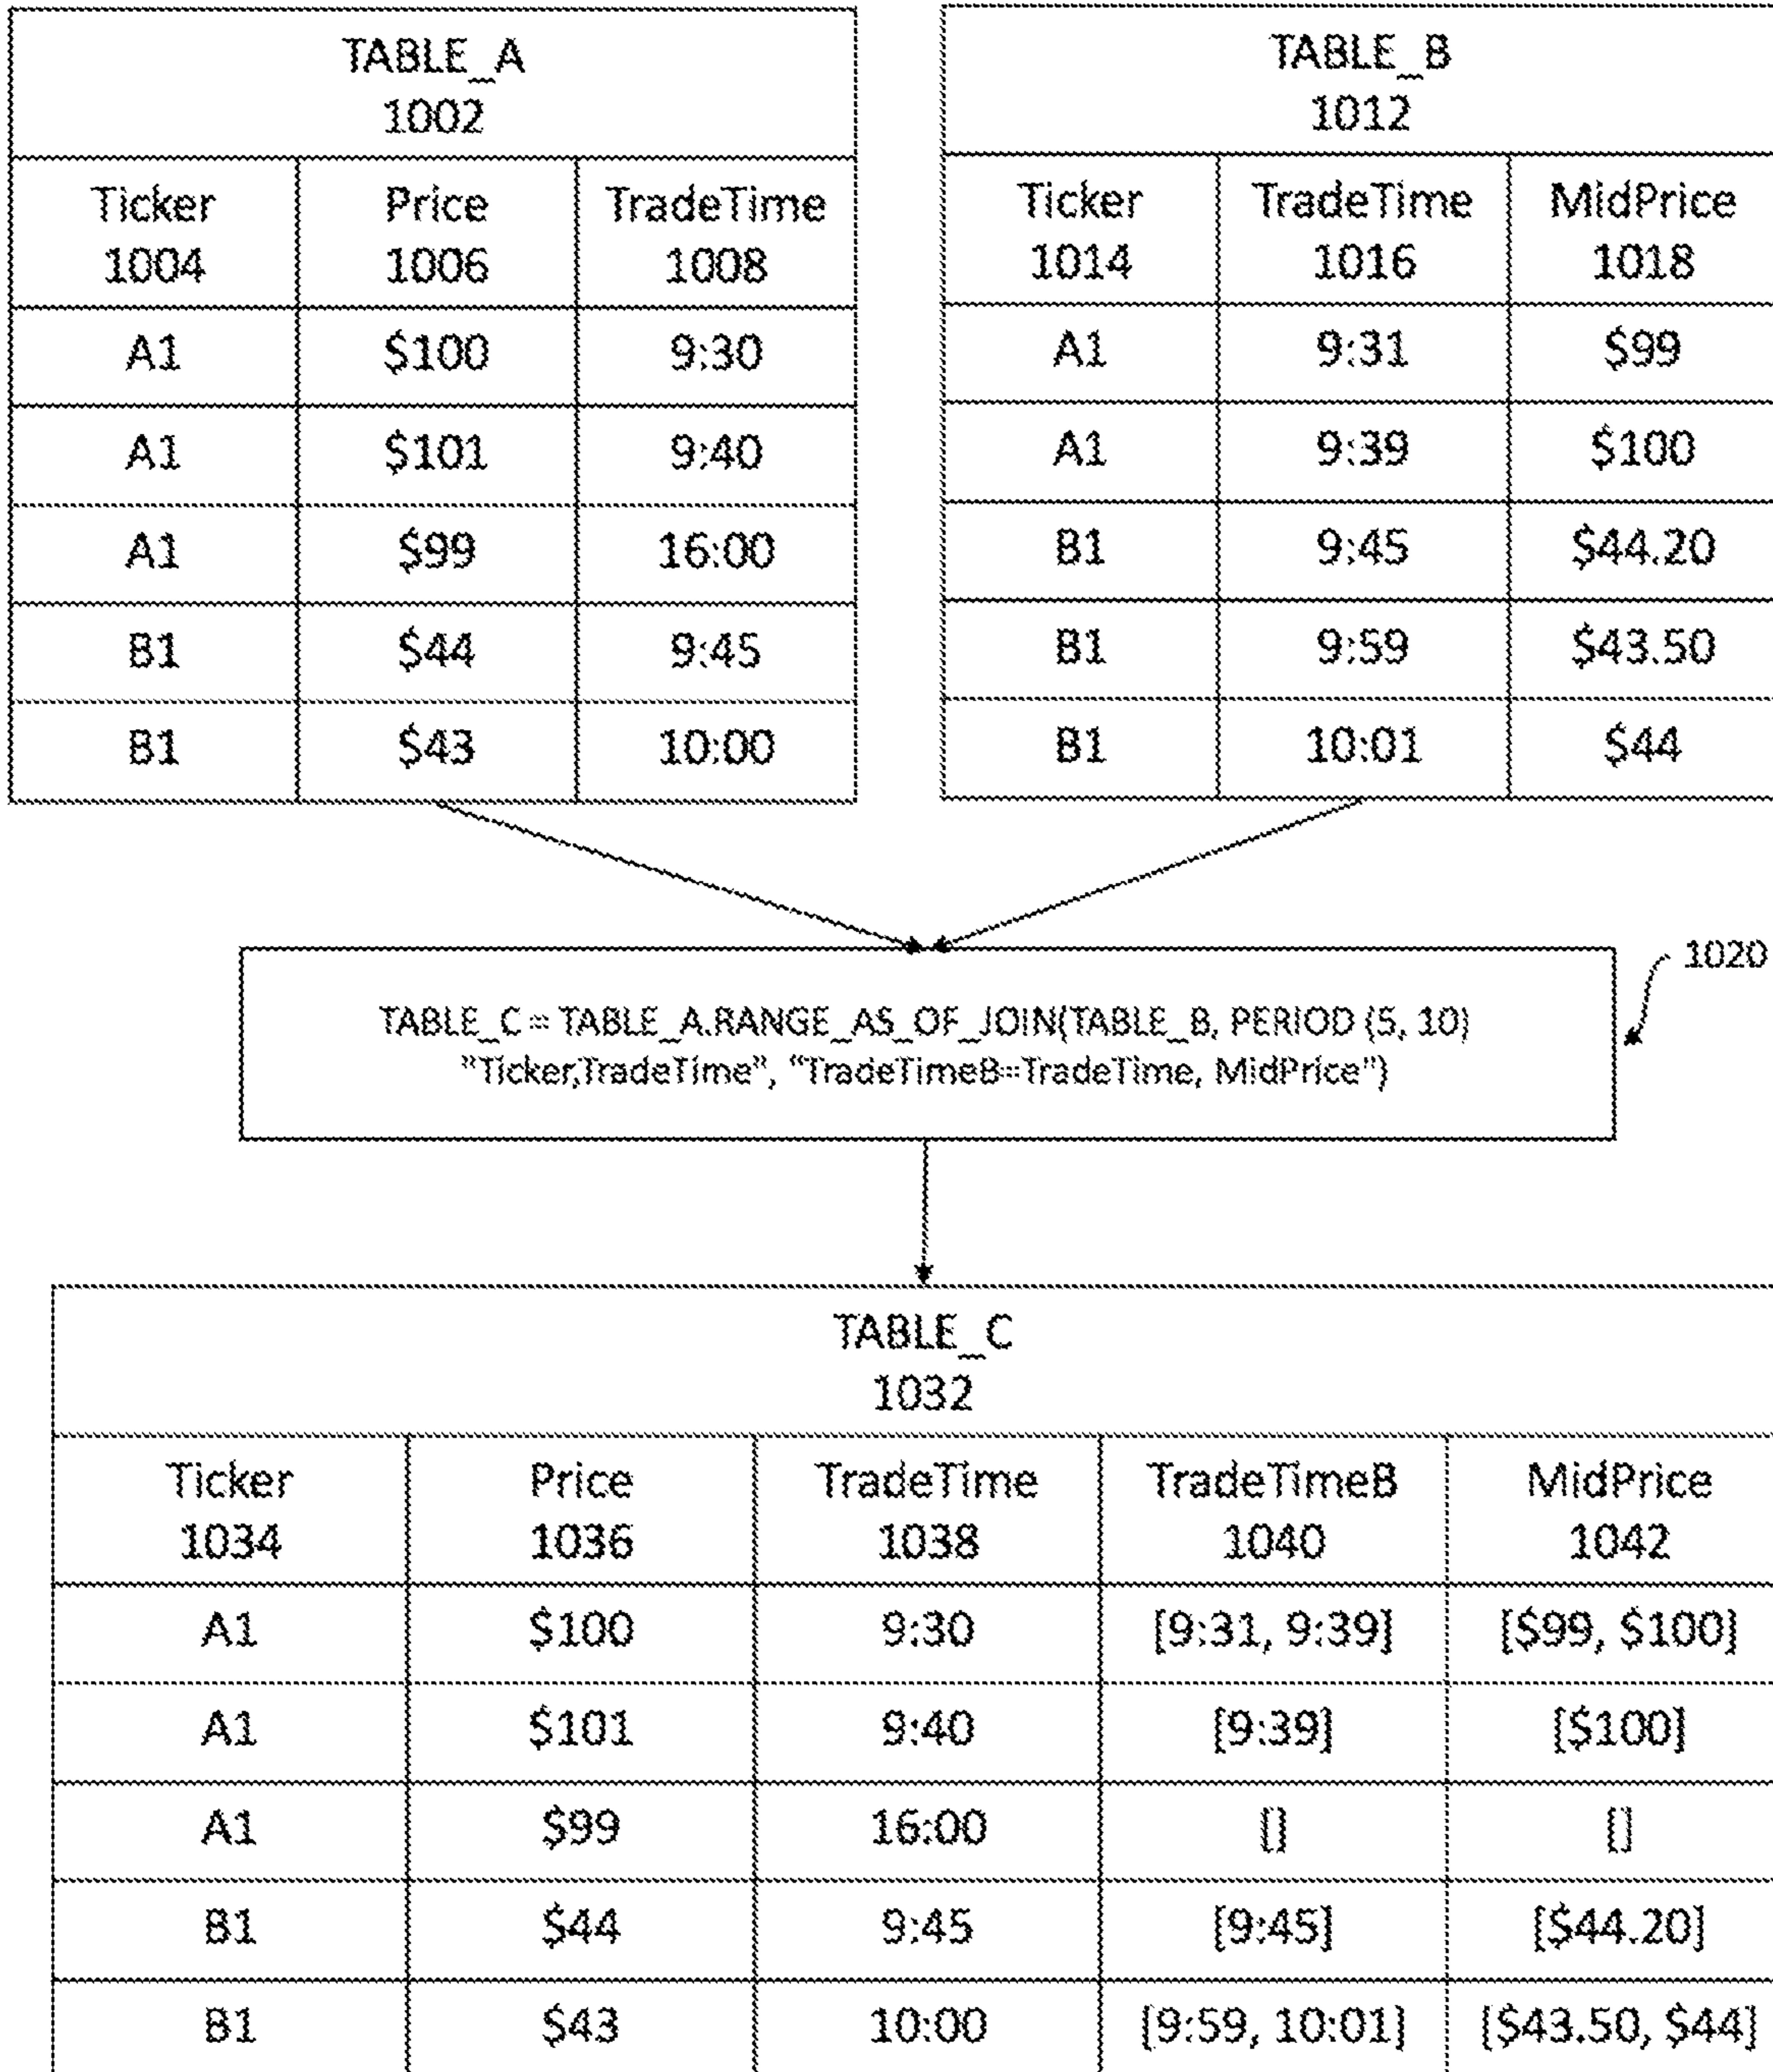 TABLE_A
1002
Ticker Price TradeTime
1004 1006 1008
A1 $100 9:30
A1 $101 9:40
A1 $99 16:00
B1 $44 9:45
B1 $43 10:00
TABLE_B
1012
Ticker TradeTime MidPrice
1014 1016 1018
A1 9:31 $99
A1 9:39 $100
B1 9:45 $44.20
B1 9:59 $43.50
B1 10:01 $44
1020
TABLE_C = TABLE_A.RANGE_AS_OF_JOIN(TABLE_B, PERIOD (5, 10)
"Ticker,TradeTime", "TradeTimeB=TradeTime, MidPrice")
TABLE_C
1032
Ticker Price TradeTime TradeTimeB MidPrice
1034 1036 1038 1040 1042
A1 $100 9:30 [9:31, 9:39] [$99, $100]
A1 $101 9:40 [9:39] [$100]
A1 $99 16:00 [] []
B1 $44 9:45 [9:45] [$44.20]
B1 $43 10:00 [9:59, 10:01] [$43.50, $44]